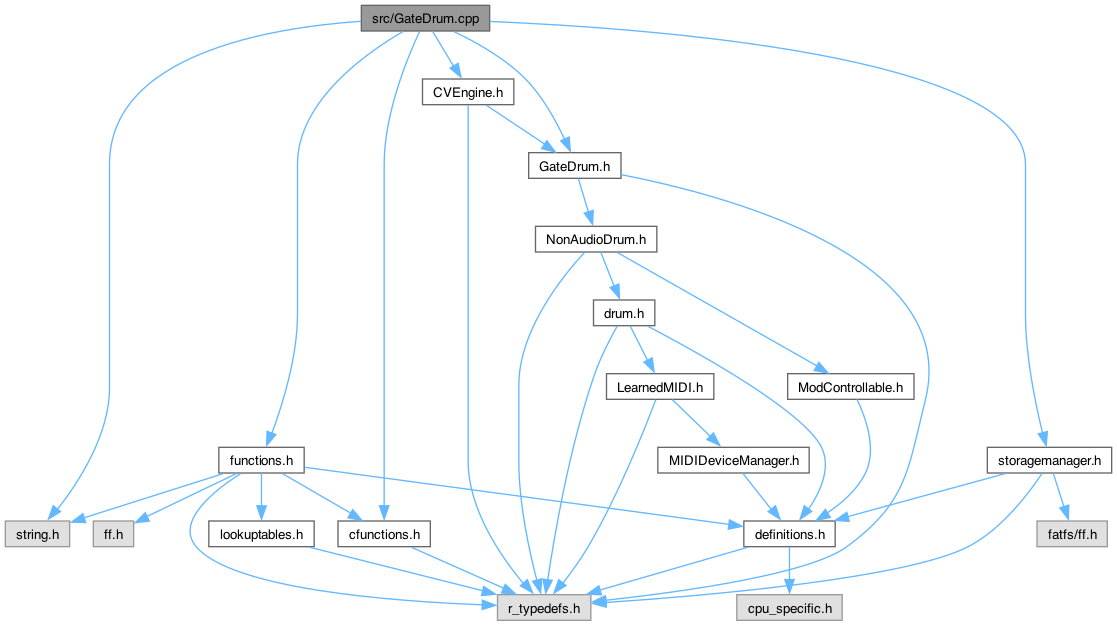 src/GateDrum.cpp
CVEngine.h
GateDrum.h
NonAudioDrum.h
drum.h
LearnedMIDI.h
ModControllable.h
functions.h
MIDIDeviceManager.h
storagemanager.h
string.h
ff.h
lookuptables.h
cfunctions.h
definitions.h
fatfs/ff.h
r_typedefs.h
cpu_specific.h